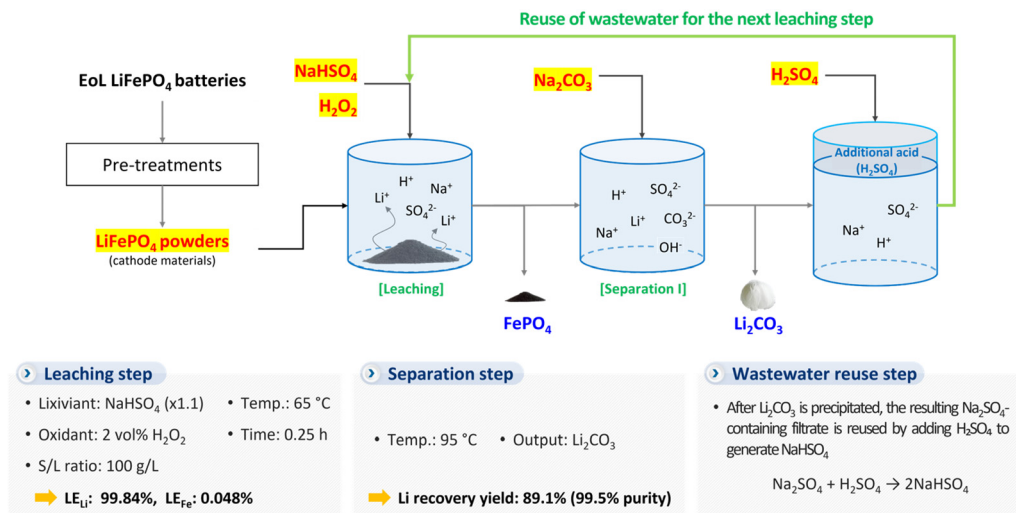 Reuse of wastewater for the next leaching step
EoL LiFePO₄ batteries
Pre-treatments
LiFePO₄ powders
(cathode materials)
NaHSO₄
H₂O₂
H⁺
Li⁺
Na⁺
SO₄²⁻
Li⁺
[Leaching]
FePO₄
Na₂CO₃
H⁺
SO₄²⁻
Li⁺
CO₃²⁻
Na⁺
OH⁻
[Separation I]
Li₂CO₃
H₂SO₄
Additional acid
(H₂SO₄)
SO₄²⁻
Na⁺
H⁺
Leaching step
• Lixiviant: NaHSO₄ (x1.1)
• Temp.: 65 °C
• Oxidant: 2 vol% H₂O₂
• Time: 0.25 h
• S/L ratio: 100 g/L
LE_Li: 99.84%, LE_Fe: 0.048%
Separation step
• Temp.: 95 °C
• Output: Li₂CO₃
Li recovery yield: 89.1% (99.5% purity)
Wastewater reuse step
• After Li₂CO₃ is precipitated, the resulting Na₂SO₄-
containing filtrate is reused by adding H₂SO₄ to
generate NaHSO₄
Na₂SO₄ + H₂SO₄ → 2NaHSO₄